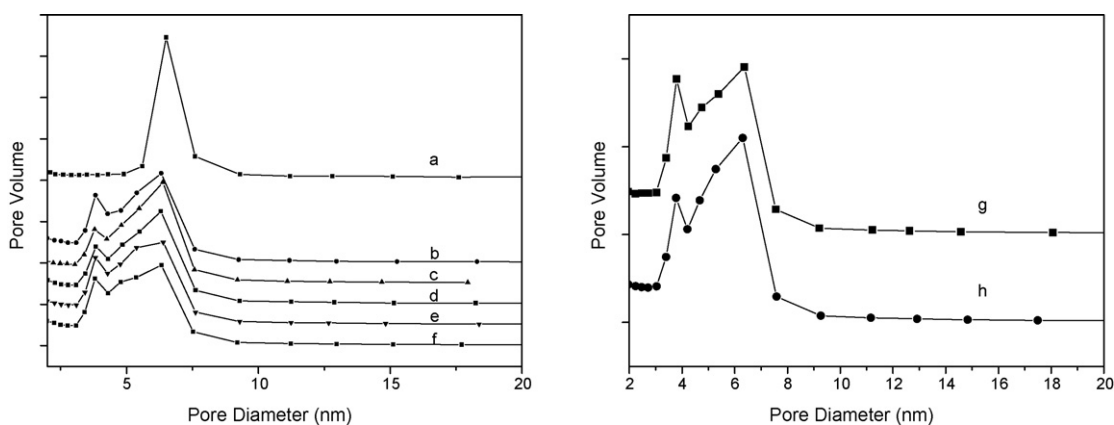 Pore Volume
a
b
c
d
e
f
5 10 15 20
Pore Diameter (nm)
Pore Volume
g
h
2 4 6 8 10 12 14 16 18 20
Pore Diameter (nm)